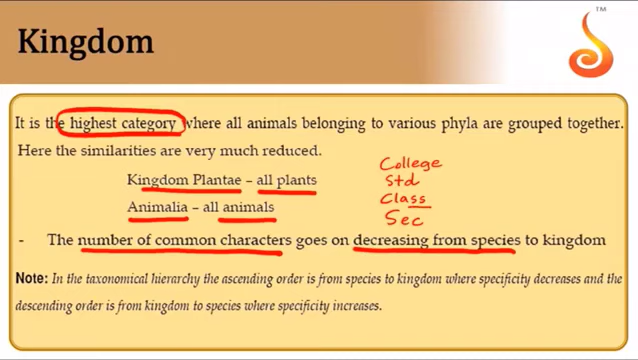 Kingdom
TM
It is the highest category where all animals belonging to various phyla are grouped together.
Here the similarities are very much reduced.
College
Kingdom Plantae – all plants
Std
Animalia – all animals
Class
Sec
- The number of common characters goes on decreasing from species to kingdom
Note: In the taxonomical hierarchy the ascending order is from species to kingdom where specificity decreases and the
descending order is from kingdom to species where specificity increases.